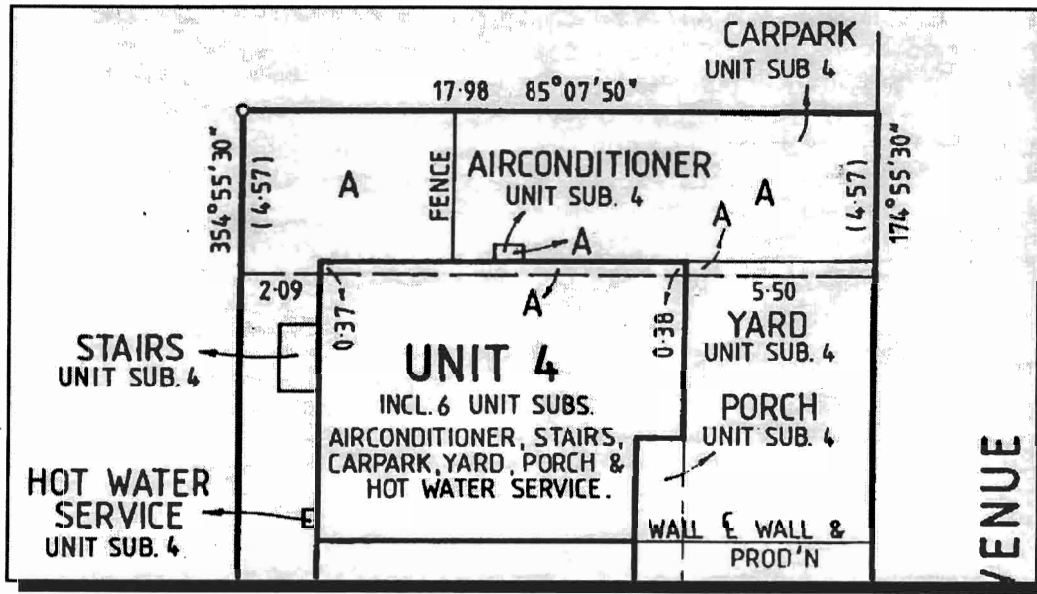 CARPARK
UNIT SUB 4
17·98 85°07'50"
354°55'30"
(4·57)
A
FENCE
AIRCONDITIONER
UNIT SUB. 4
A
A
A
(4·57)
174°55'30"
2·09
0·37
A
0·38
5·50
STAIRS
UNIT SUB. 4
UNIT 4
INCL. 6 UNIT SUBS.
AIRCONDITIONER, STAIRS,
CARPARK, YARD, PORCH &
HOT WATER SERVICE.
YARD
UNIT SUB. 4
PORCH
UNIT SUB. 4
HOT WATER
SERVICE
UNIT SUB. 4
WALL ℄ WALL &
PROD'N
VENUE